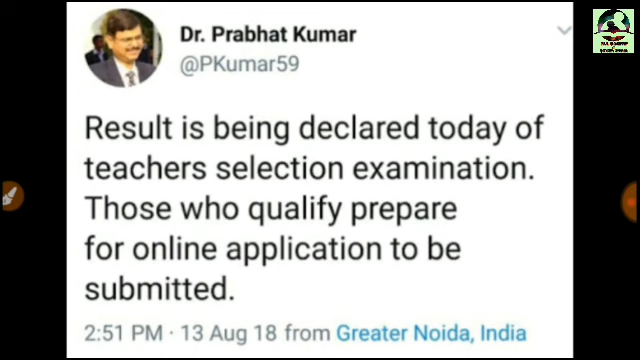 Dr. Prabhat Kumar
@PKumar59
Result is being declared today of
teachers selection examination.
Those who qualify prepare
for online application to be
submitted.
2:51 PM · 13 Aug 18 from Greater Noida, India